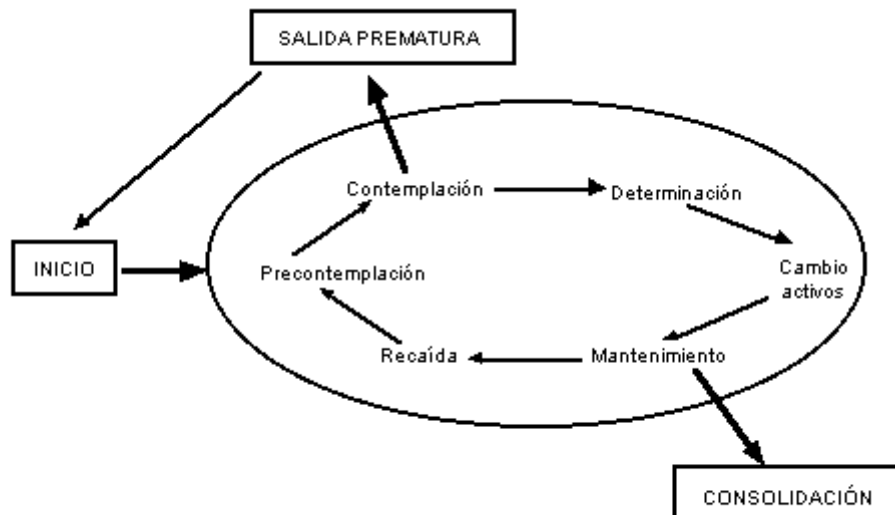 SALIDA PREMATURA
Contemplación
Determinación
INICIO
Precontemplación
Cambio
activos
Recaída
Mantenimiento
CONSOLIDACIÓN